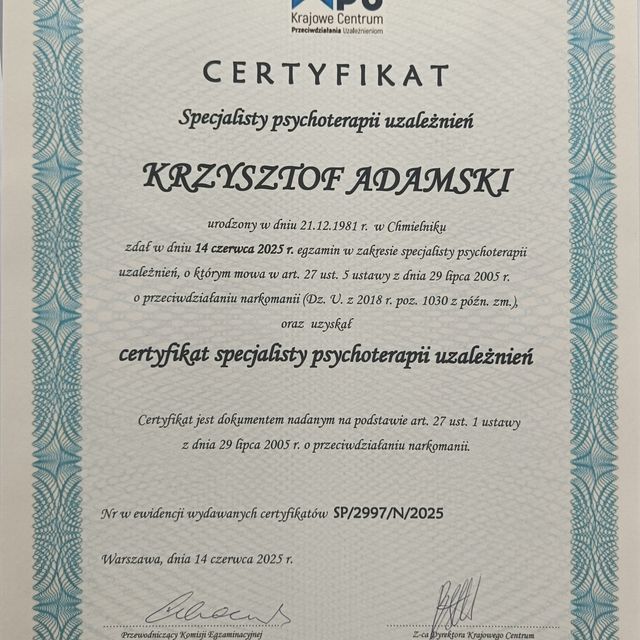 PU
Krajowe Centrum
Przeciwdziałania Uzależnieniom
CERTYFIKAT
Specjalisty psychoterapii uzależnień
KRZYSZTOF ADAMSKI
urodzony w dniu 21.12.1981 r. w Chmielniku
zdał w dniu 14 czerwca 2025 r. egzamin w zakresie specjalisty psychoterapii
uzależnień, o którym mowa w art. 27 ust. 5 ustawy z dnia 29 lipca 2005 r.
o przeciwdziałaniu narkomanii (Dz. U. z 2018 r. poz. 1030 z późn. zm.),
oraz uzyskał
certyfikat specjalisty psychoterapii uzależnień
Certyfikat jest dokumentem nadanym na podstawie art. 27 ust. 1 ustawy
z dnia 29 lipca 2005 r. o przeciwdziałaniu narkomanii.
Nr w ewidencji wydawanych certyfikatów SP/2997/N/2025
Warszawa, dnia 14 czerwca 2025 r.
Przewodniczący Komisji Egzaminacyjnej
Z-ca Dyrektora Krajowego Centrum